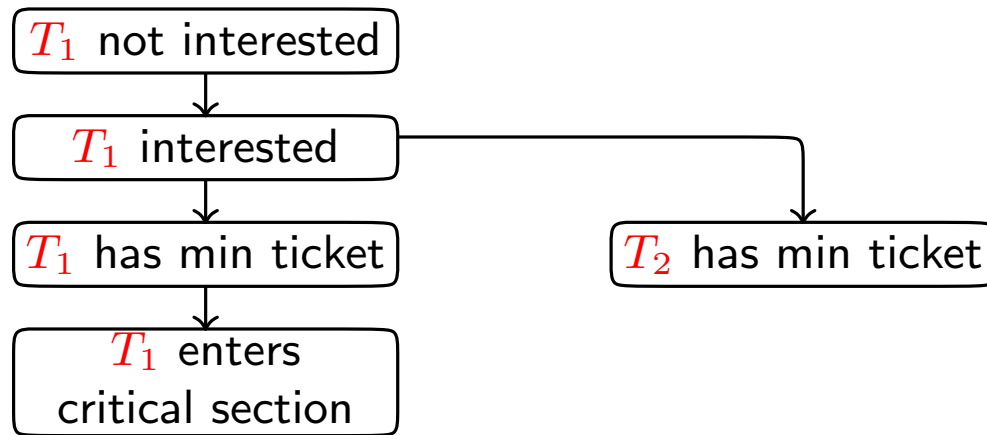 T₁ not interested
T₁ interested
T₁ has min ticket
T₂ has min ticket
T₁ enters
critical section